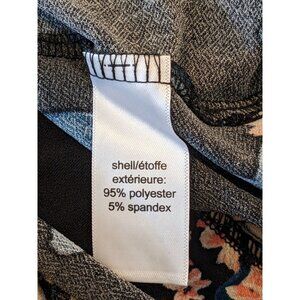 shell/étoffe
extérieure:
95% polyester
5% spandex